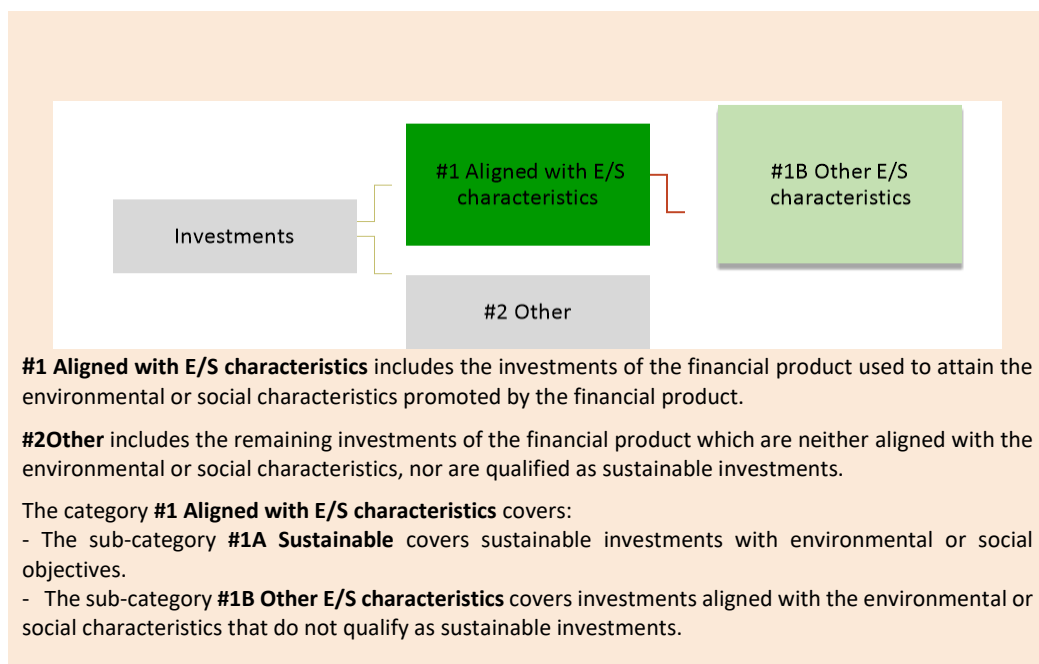 #1 Aligned with E/S
characteristics
#1B Other E/S
characteristics
Investments
#2 Other
#1 Aligned with E/S characteristics includes the investments of the financial product used to attain the
environmental or social characteristics promoted by the financial product.
#2Other includes the remaining investments of the financial product which are neither aligned with the
environmental or social characteristics, nor are qualified as sustainable investments.
The category #1 Aligned with E/S characteristics covers:
- The sub-category #1A Sustainable covers sustainable investments with environmental or social
objectives.
- The sub-category #1B Other E/S characteristics covers investments aligned with the environmental or
social characteristics that do not qualify as sustainable investments.